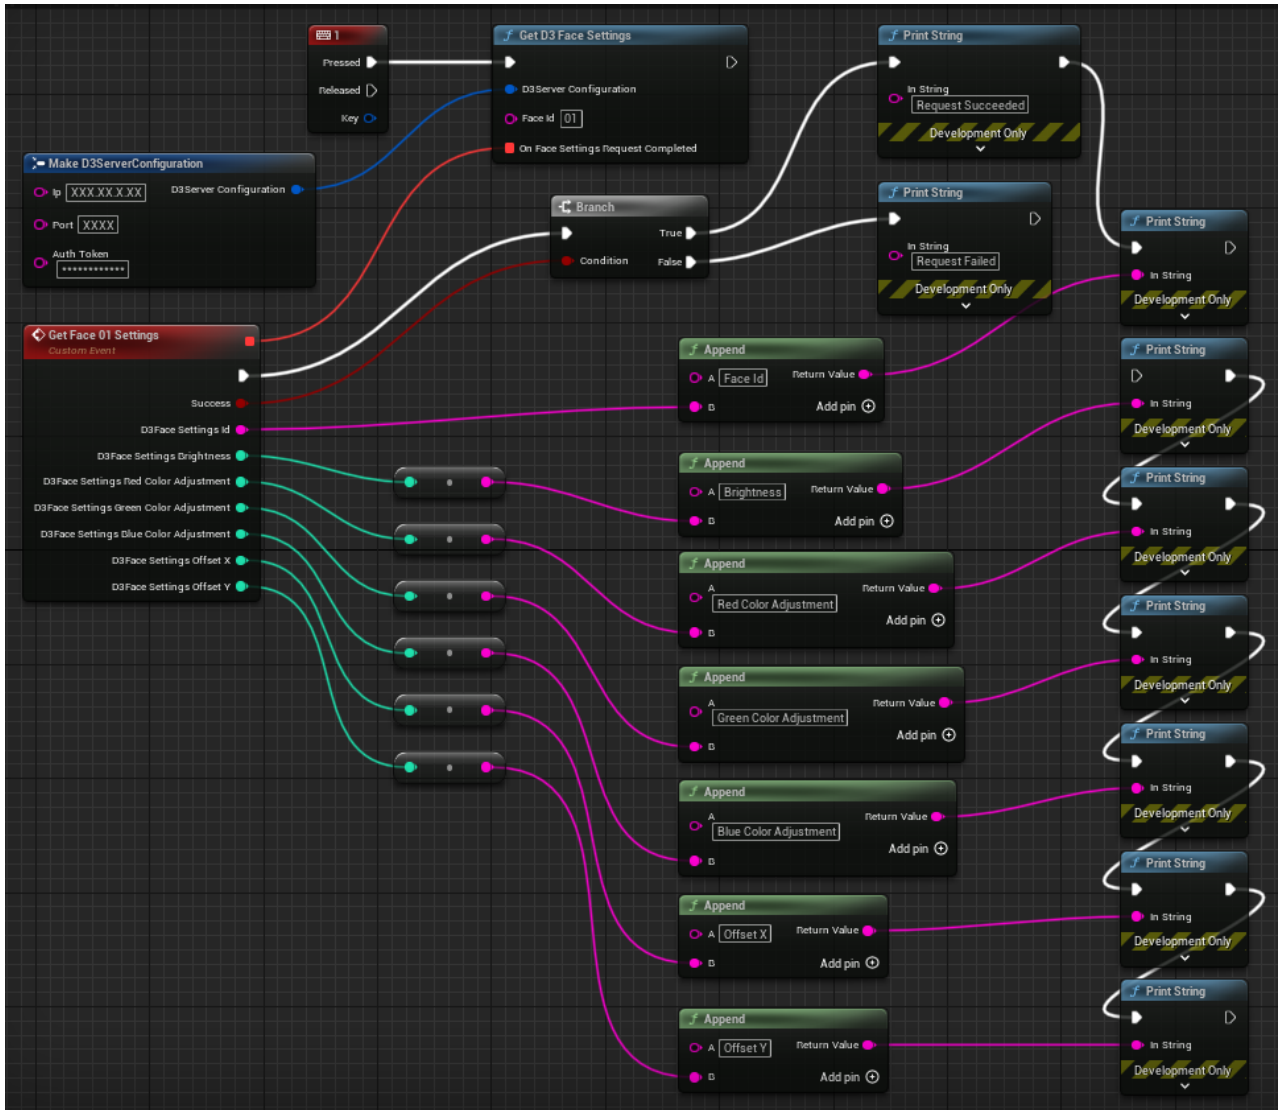 1
Pressed
Released
Key
Get D3 Face Settings
D3Server Configuration
Face Id 01
On Face Settings Request Completed
Print String
In String
Request Succeeded
Development Only
Make D3ServerConfiguration
Ip XXX.XX.X.XX D3Server Configuration
Port XXXX
Auth Token
************
Branch
True
Condition False
Print String
In String
Request Failed
Development Only
Print String
In String
Development Only
Get Face 01 Settings
Custom Event
Success
D3Face Settings Id
D3Face Settings Brightness
D3Face Settings Red Color Adjustment
D3Face Settings Green Color Adjustment
D3Face Settings Blue Color Adjustment
D3Face Settings Offset X
D3Face Settings Offset Y
Append
A Face Id Return Value
B Add pin
Print String
In String
Development Only
Append
A Brightness Return Value
B Add pin
Print String
In String
Development Only
Append
A Return Value
Red Color Adjustment
Add pin
B
Print String
In String
Development Only
Append
A Return Value
Green Color Adjustment
Add pin
B
Print String
In String
Development Only
Append
A Return Value
Blue Color Adjustment
Add pin
B
Print String
In String
Development Only
Append
A Offset X Return Value
B Add pin
Print String
In String
Development Only
Append
A Offset Y Return Value
B Add pin